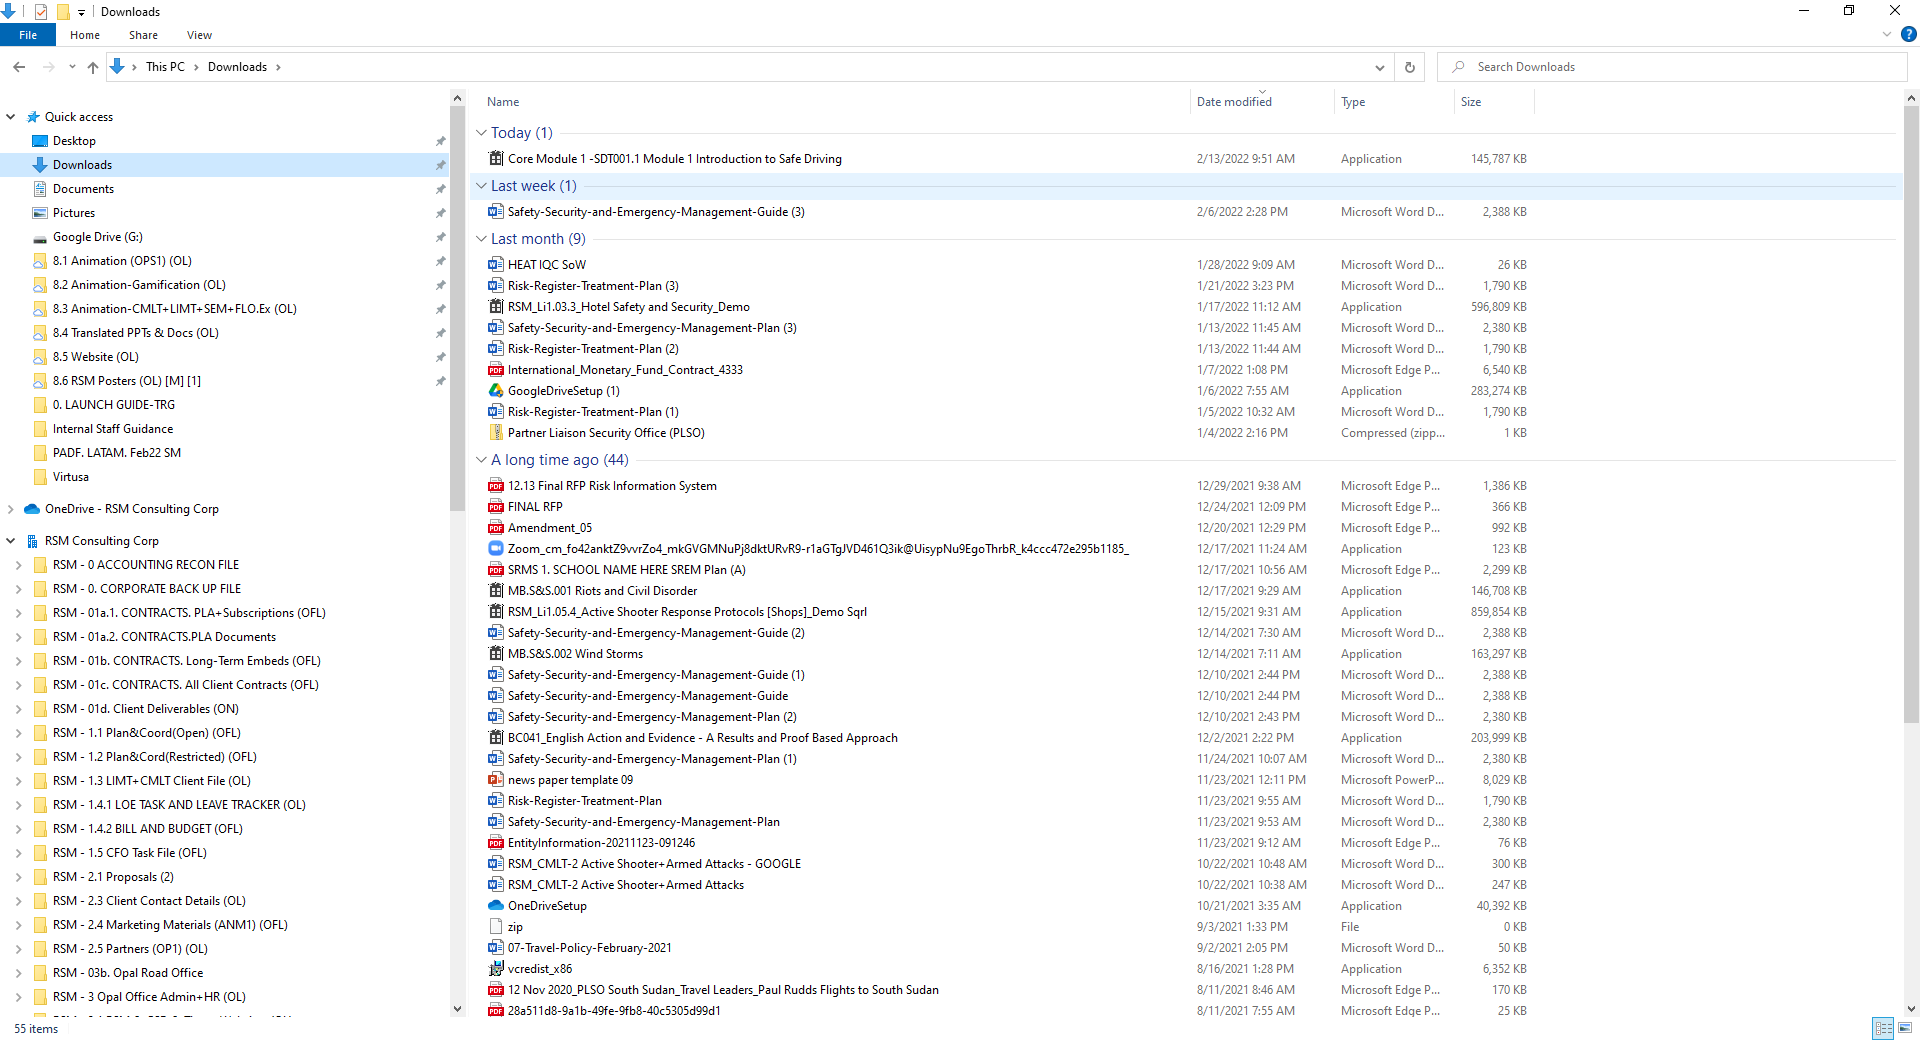 Downloads
File Home Share View
This PC Downloads
Search Downloads
Quick access
Desktop
Downloads
Documents
Pictures
Google Drive (G:)
8.1 Animation (OPS1) (OL)
8.2 Animation-Gamification (OL)
8.3 Animation-CMLT+LIMT+SEM+FLO.Ex (OL)
8.4 Translated PPTs & Docs (OL)
8.5 Website (OL)
8.6 RSM Posters (OL) [M] [1]
0. LAUNCH GUIDE-TRG
Internal Staff Guidance
PADF. LATAM. Feb22 SM
Virtusa
OneDrive - RSM Consulting Corp
RSM Consulting Corp
RSM - 0 ACCOUNTING RECON FILE
RSM - 0. CORPORATE BACK UP FILE
RSM - 01a.1. CONTRACTS. PLA+Subscriptions (OFL)
RSM - 01a.2. CONTRACTS.PLA Documents
RSM - 01b. CONTRACTS. Long-Term Embeds (OFL)
RSM - 01c. CONTRACTS. All Client Contracts (OFL)
RSM - 01d. Client Deliverables (ON)
RSM - 1.1 Plan&Coord(Open) (OFL)
RSM - 1.2 Plan&Cord(Restricted) (OFL)
RSM - 1.3 LIMT+CMLT Client File (OL)
RSM - 1.4.1 LOE TASK AND LEAVE TRACKER (OL)
RSM - 1.4.2 BILL AND BUDGET (OFL)
RSM - 1.5 CFO Task File (OFL)
RSM - 2.1 Proposals (2)
RSM - 2.3 Client Contact Details (OL)
RSM - 2.4 Marketing Materials (ANM1) (OFL)
RSM - 2.5 Partners (OP1) (OL)
RSM - 03b. Opal Road Office
RSM - 3 Opal Office Admin+HR (OL)
55 items
Name Date modified Type Size
Today (1)
Core Module 1 -SDT001.1 Module 1 Introduction to Safe Driving 2/13/2022 9:51 AM Application 145,787 KB
Last week (1)
Safety-Security-and-Emergency-Management-Guide (3) 2/6/2022 2:28 PM Microsoft Word D... 2,388 KB
Last month (9)
HEAT IQC SoW 1/28/2022 9:09 AM Microsoft Word D... 26 KB
Risk-Register-Treatment-Plan (3) 1/21/2022 3:23 PM Microsoft Word D... 1,790 KB
RSM_Li1.03.3_Hotel Safety and Security_Demo 1/17/2022 11:12 AM Application 596,809 KB
Safety-Security-and-Emergency-Management-Plan (3) 1/13/2022 11:45 AM Microsoft Word D... 2,380 KB
Risk-Register-Treatment-Plan (2) 1/13/2022 11:44 AM Microsoft Word D... 1,790 KB
International_Monetary_Fund_Contract_4333 1/7/2022 1:08 PM Microsoft Edge P... 6,540 KB
GoogleDriveSetup (1) 1/6/2022 7:55 AM Application 283,274 KB
Risk-Register-Treatment-Plan (1) 1/5/2022 10:32 AM Microsoft Word D... 1,790 KB
Partner Liaison Security Office (PLSO) 1/4/2022 2:16 PM Compressed (zipp... 1 KB
A long time ago (44)
12.13 Final RFP Risk Information System 12/29/2021 9:38 AM Microsoft Edge P... 1,386 KB
FINAL RFP 12/24/2021 12:09 PM Microsoft Edge P... 366 KB
Amendment_05 12/20/2021 12:29 PM Microsoft Edge P... 992 KB
Zoom_cm_fo42anktZ9vvrZo4_mkGVGMNuPj8dktURvR9-r1aGTgJVD461Q3ik@UisypNu9EgoThrbR_k4ccc472e295b1185_ 12/17/2021 11:24 AM Application 123 KB
SRMS 1. SCHOOL NAME HERE SREM Plan (A) 12/17/2021 10:56 AM Microsoft Edge P... 2,299 KB
MB.S&S.001 Riots and Civil Disorder 12/17/2021 9:29 AM Application 146,708 KB
RSM_Li1.05.4_Active Shooter Response Protocols [Shops]_Demo Sqrl 12/15/2021 9:31 AM Application 859,854 KB
Safety-Security-and-Emergency-Management-Guide (2) 12/14/2021 7:30 AM Microsoft Word D... 2,388 KB
MB.S&S.002 Wind Storms 12/14/2021 7:11 AM Application 163,297 KB
Safety-Security-and-Emergency-Management-Guide (1) 12/10/2021 2:44 PM Microsoft Word D... 2,388 KB
Safety-Security-and-Emergency-Management-Guide 12/10/2021 2:44 PM Microsoft Word D... 2,388 KB
Safety-Security-and-Emergency-Management-Plan (2) 12/10/2021 2:43 PM Microsoft Word D... 2,380 KB
BC041_English Action and Evidence - A Results and Proof Based Approach 12/2/2021 2:22 PM Application 203,999 KB
Safety-Security-and-Emergency-Management-Plan (1) 11/24/2021 10:07 AM Microsoft Word D... 2,380 KB
news paper template 09 11/23/2021 12:11 PM Microsoft PowerP... 8,029 KB
Risk-Register-Treatment-Plan 11/23/2021 9:55 AM Microsoft Word D... 1,790 KB
Safety-Security-and-Emergency-Management-Plan 11/23/2021 9:53 AM Microsoft Word D... 2,380 KB
EntityInformation-20211123-091246 11/23/2021 9:12 AM Microsoft Edge P... 76 KB
RSM_CMLT-2 Active Shooter+Armed Attacks - GOOGLE 10/22/2021 10:48 AM Microsoft Word D... 300 KB
RSM_CMLT-2 Active Shooter+Armed Attacks 10/22/2021 10:38 AM Microsoft Word D... 247 KB
OneDriveSetup 10/21/2021 3:35 AM Application 40,392 KB
zip 9/3/2021 1:33 PM File 0 KB
07-Travel-Policy-February-2021 9/2/2021 2:05 PM Microsoft Word D... 50 KB
vcredist_x86 8/16/2021 1:28 PM Application 6,352 KB
12 Nov 2020_PLSO South Sudan_Travel Leaders_Paul Rudds Flights to South Sudan 8/11/2021 8:46 AM Microsoft Edge P... 170 KB
28a511d8-9a1b-49fe-9fb8-40c5305d99d1 8/11/2021 7:55 AM Microsoft Edge P... 25 KB